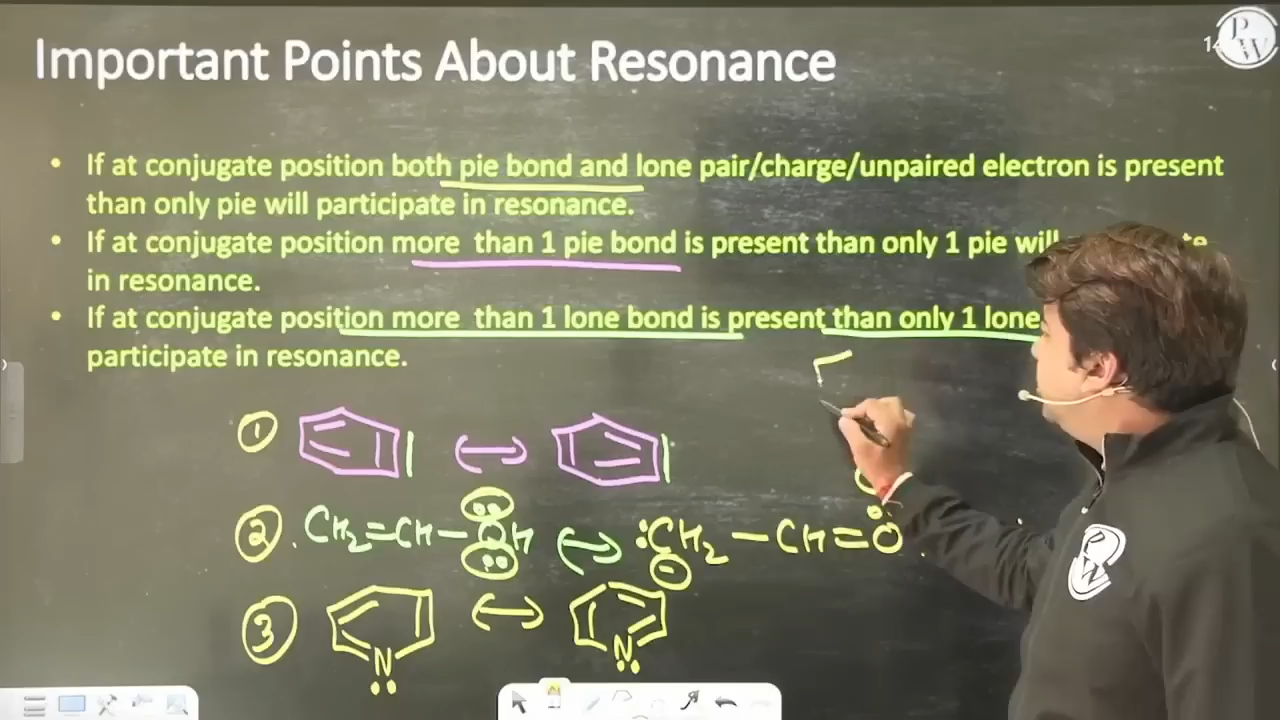 Important Points About Resonance
PW
• If at conjugate position both pie bond and lone pair/charge/unpaired electron is present
than only pie will participate in resonance.
• If at conjugate position more than 1 pie bond is present than only 1 pie will
in resonance.
• If at conjugate position more than 1 lone bond is present than only 1 lone
participate in resonance.
①
② CH₂=CH–ÖH ↔ :CH₂–CH=O
③ N ↔ N
PW